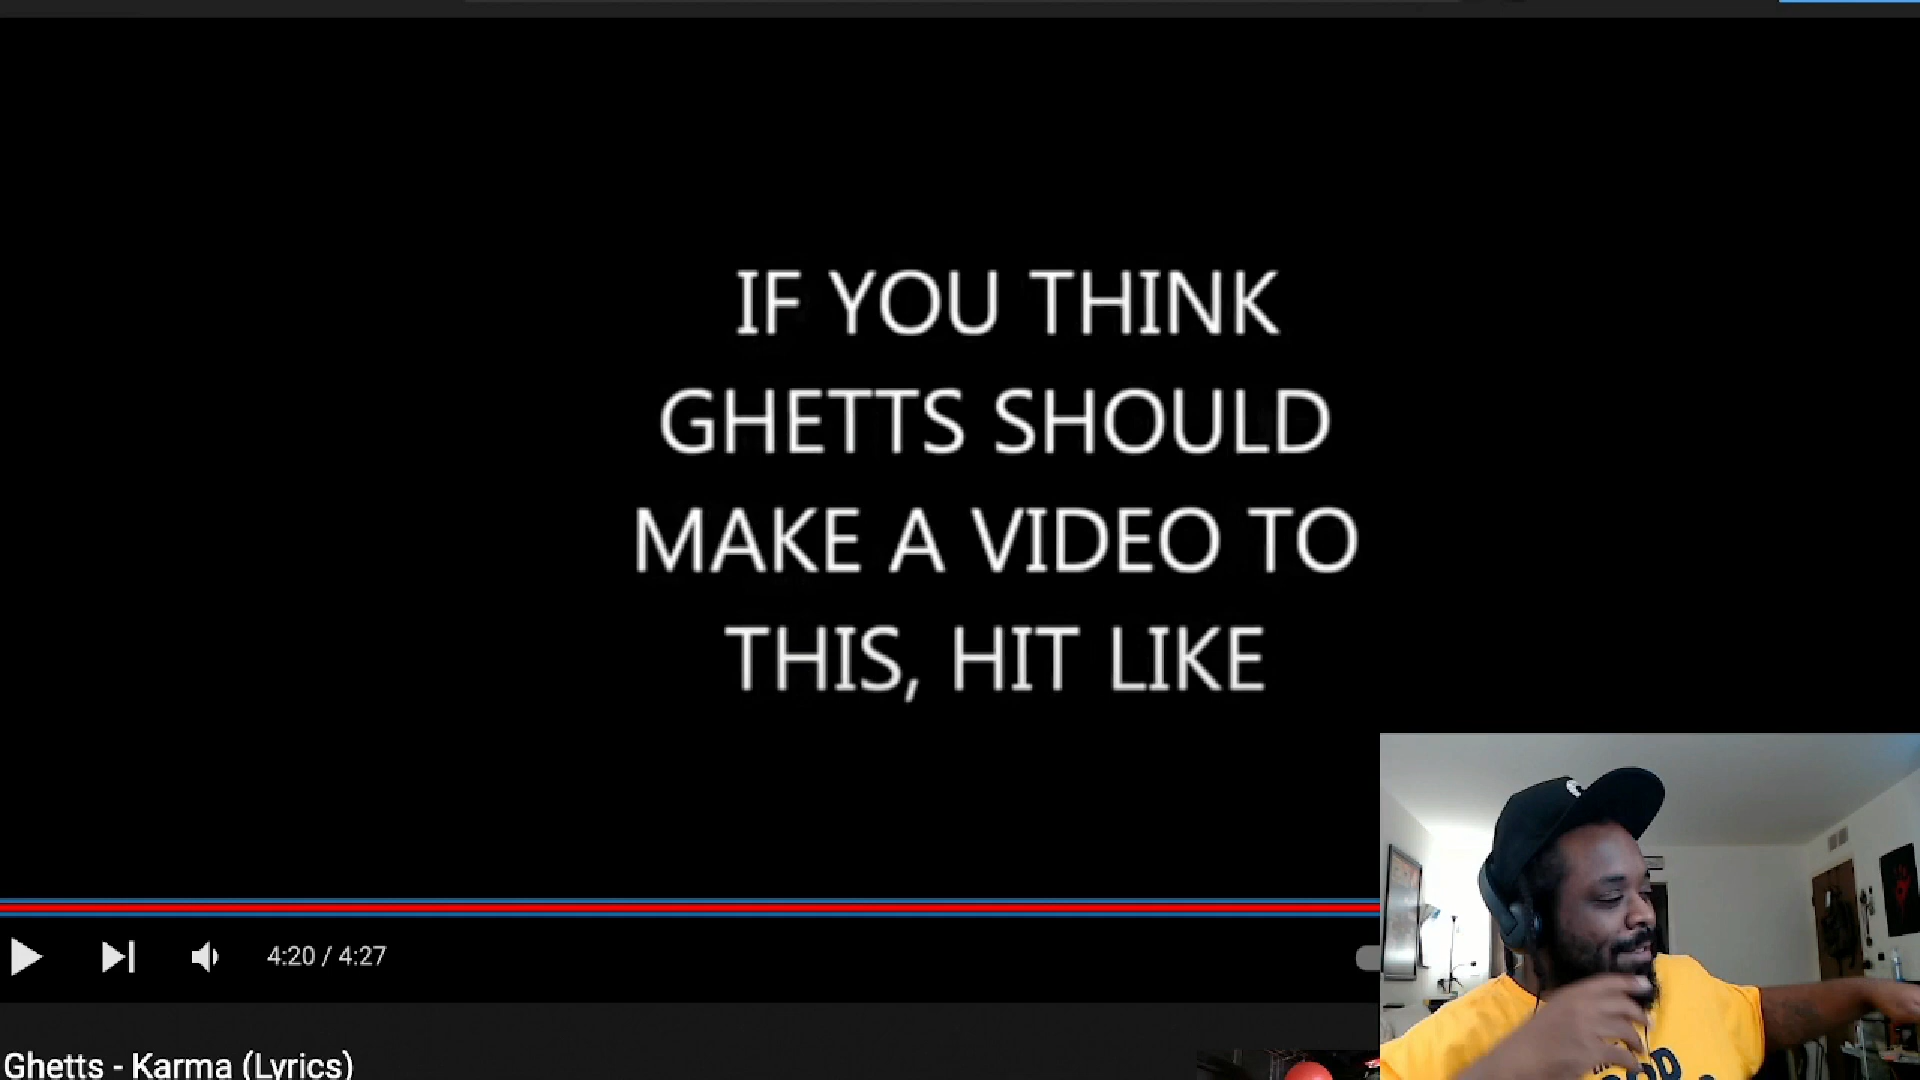 IF YOU THINK
GHETTS SHOULD
MAKE A VIDEO TO
THIS, HIT LIKE
4:20 / 4:27
Ghetts - Karma (Lyrics)